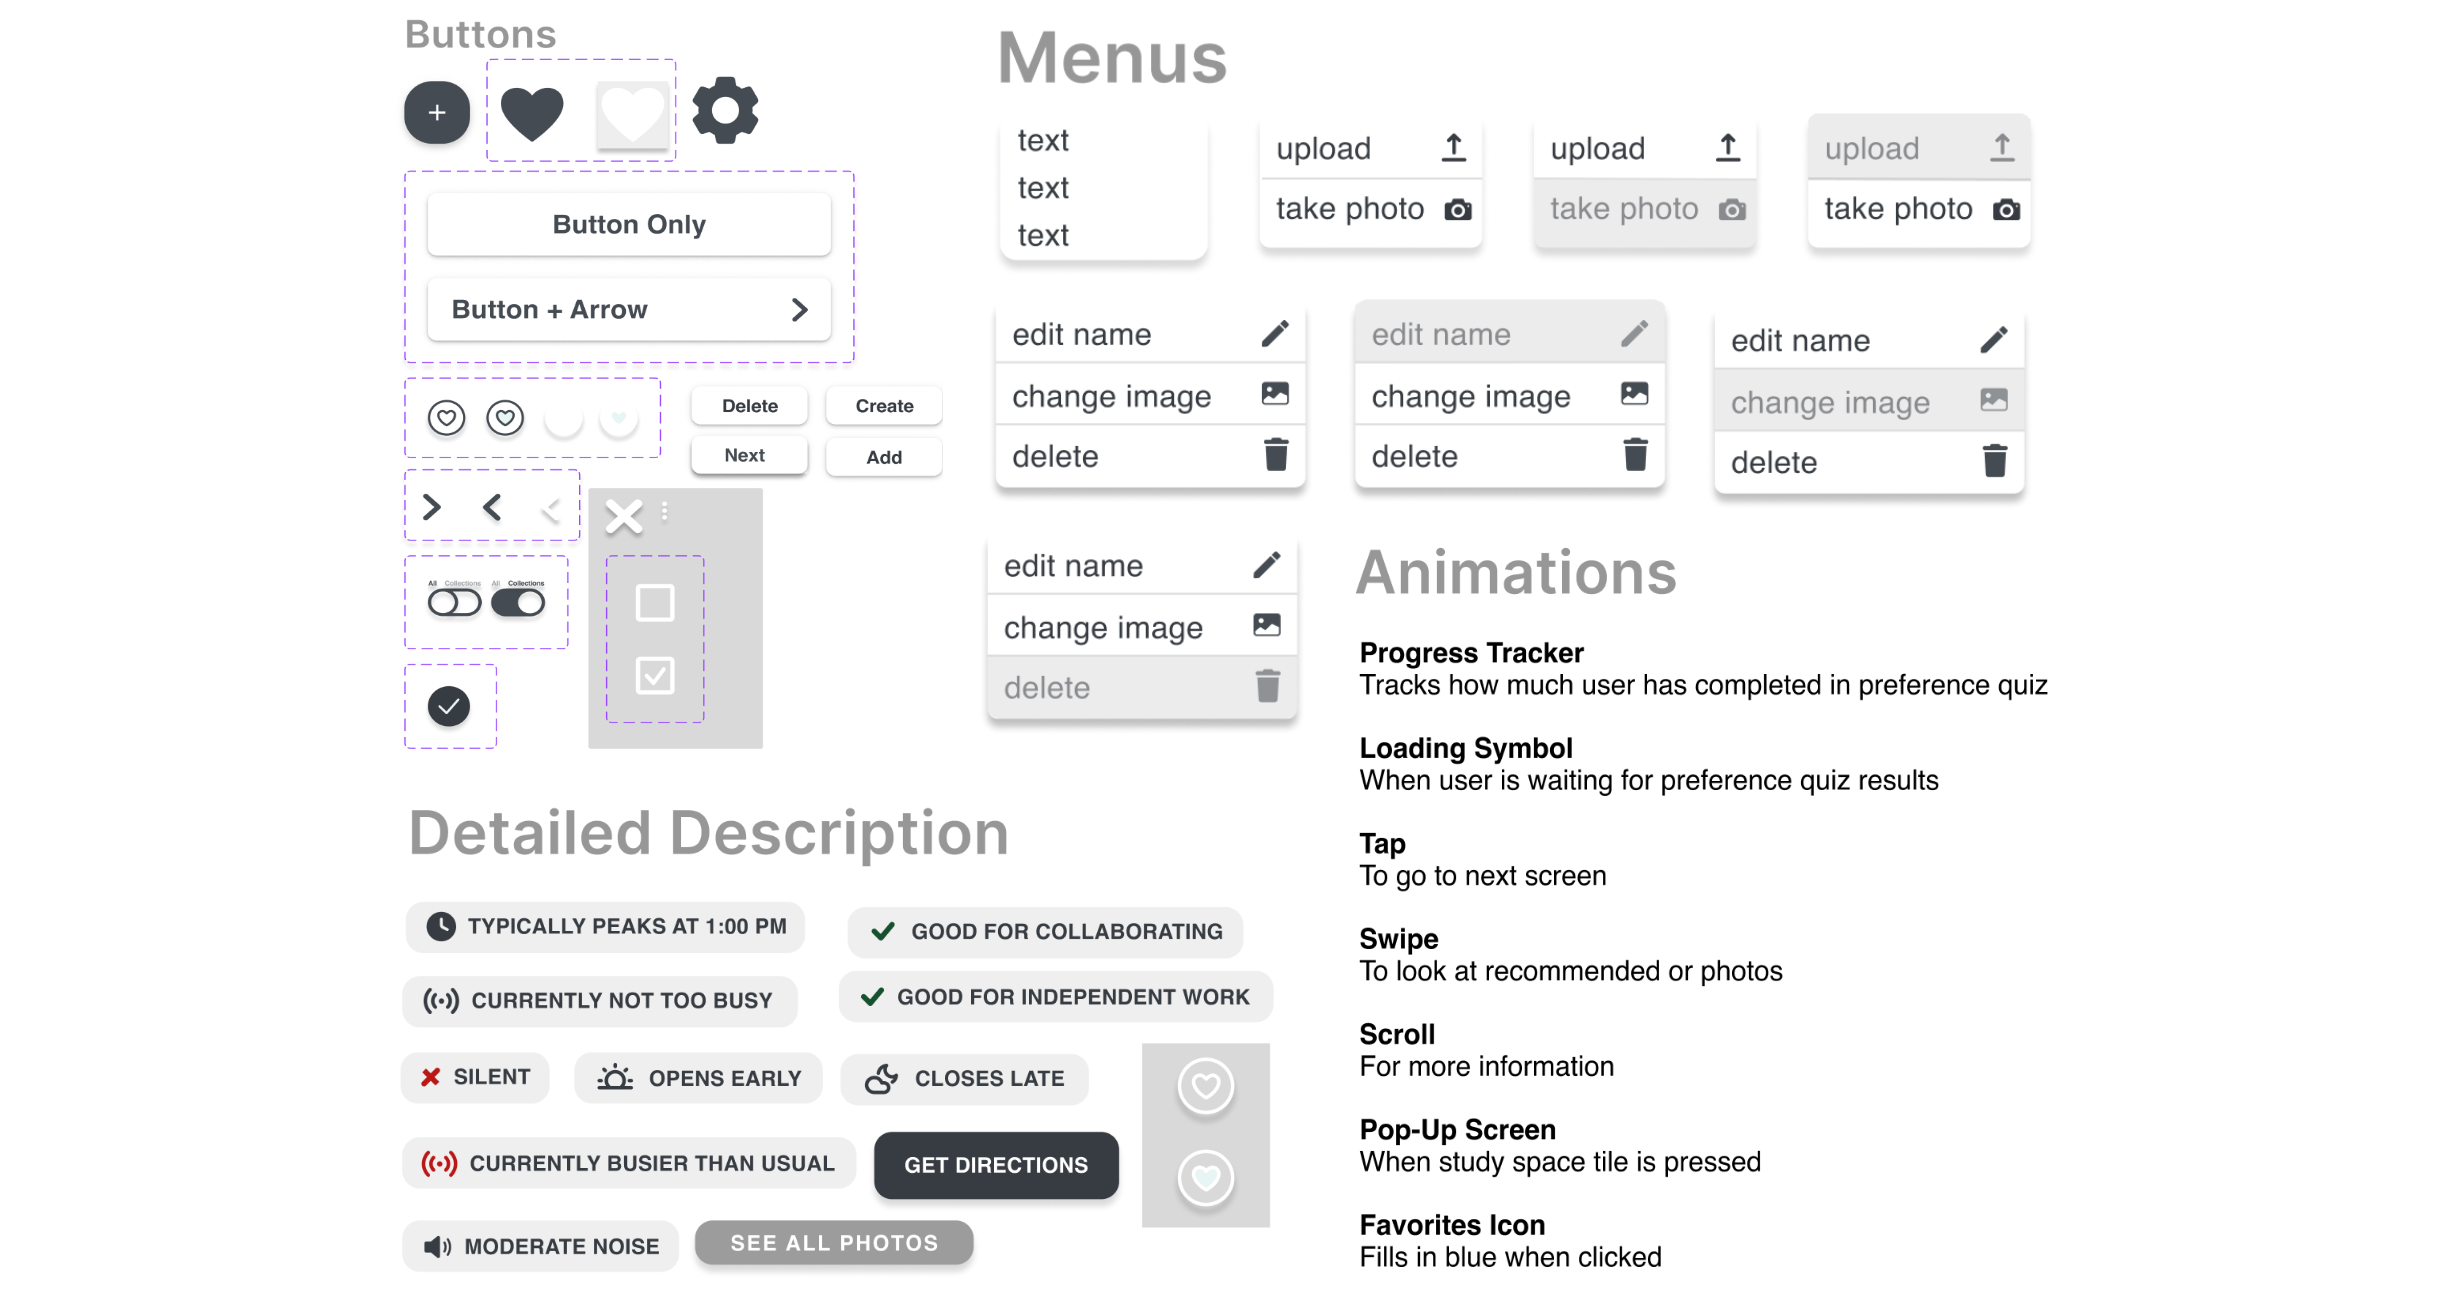 Buttons
+
Button Only
Button + Arrow
Delete
Create
Next
Add
All Collections
All Collections
Menus
text
text
text
upload
take photo
upload
take photo
upload
take photo
edit name
change image
delete
edit name
change image
delete
edit name
change image
delete
edit name
change image
delete
Animations
Progress Tracker
Tracks how much user has completed in preference quiz
Loading Symbol
When user is waiting for preference quiz results
Tap
To go to next screen
Swipe
To look at recommended or photos
Scroll
For more information
Pop-Up Screen
When study space tile is pressed
Favorites Icon
Fills in blue when clicked
Detailed Description
TYPICALLY PEAKS AT 1:00 PM
GOOD FOR COLLABORATING
CURRENTLY NOT TOO BUSY
GOOD FOR INDEPENDENT WORK
SILENT
OPENS EARLY
CLOSES LATE
CURRENTLY BUSIER THAN USUAL
GET DIRECTIONS
MODERATE NOISE
SEE ALL PHOTOS